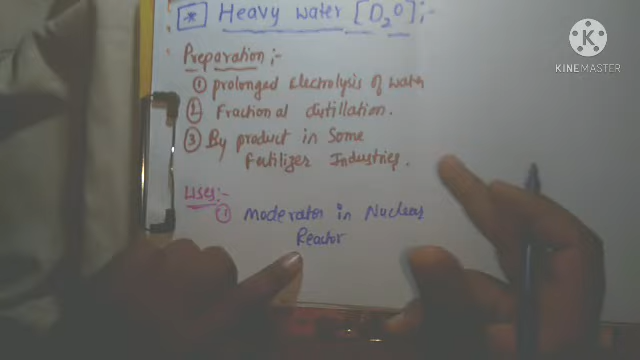 [*] Heavy water [D₂O];-
Preparation;-
① prolonged Electrolysis of water
② Fractional distillation.
③ By product in Some
Fertilizer Industries.
Uses:-
① Moderator in Nuclear
Reactor
KINEMASTER